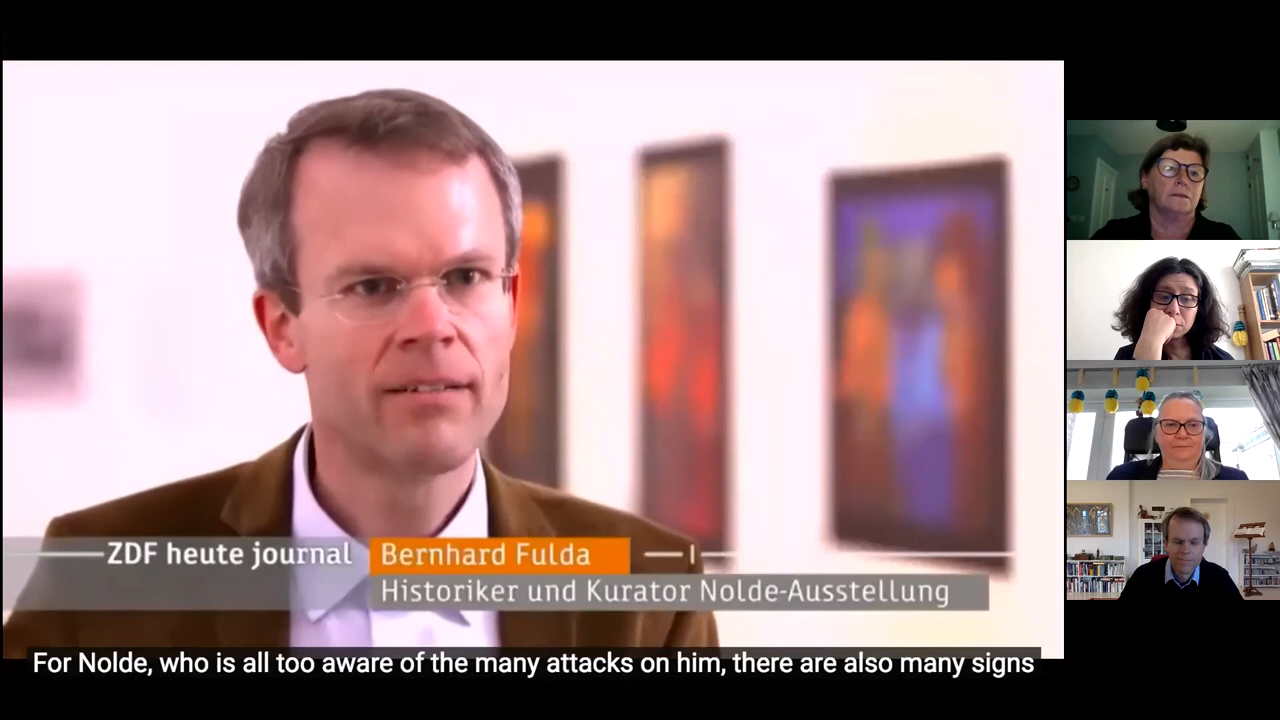 ZDF heute journal
Bernhard Fulda
Historiker und Kurator Nolde-Ausstellung
For Nolde, who is all too aware of the many attacks on him, there are also many signs